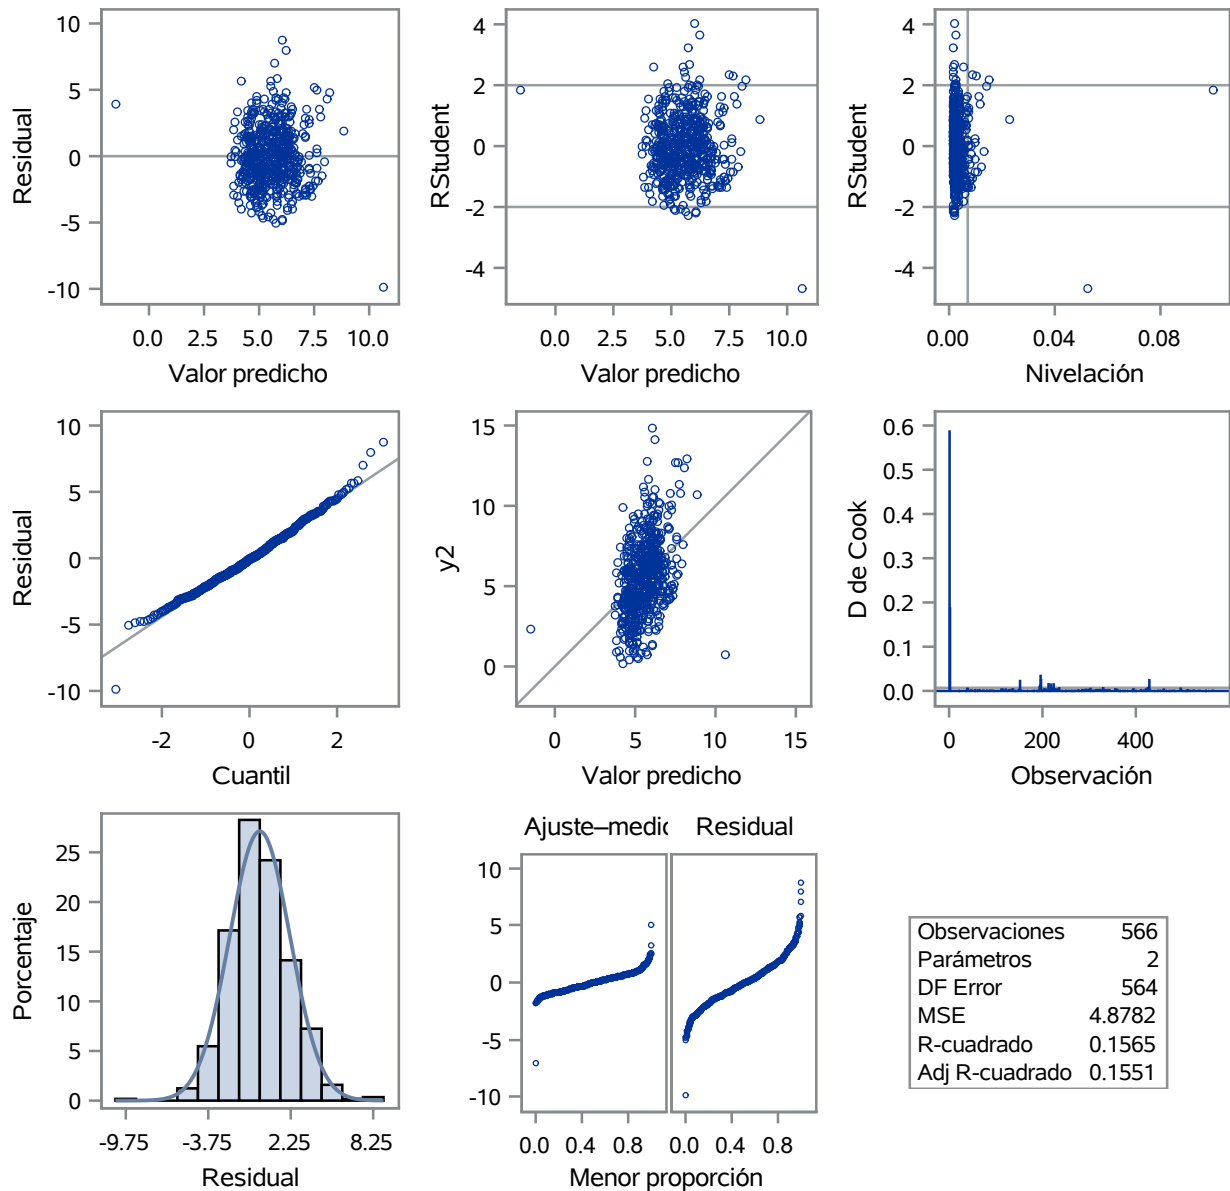 10
5
0
-5
-10
Residual
0.0 2.5 5.0 7.5 10.0
Valor predicho
4
2
0
-2
-4
RStudent
0.0 2.5 5.0 7.5 10.0
Valor predicho
4
2
0
-2
-4
RStudent
0.00 0.04 0.08
Nivelación
10
5
0
-5
-10
Residual
-2 0 2
Cuantil
15
10
5
0
y2
0 5 10 15
Valor predicho
0.6
0.5
0.4
0.3
0.2
0.1
0.0
D de Cook
0 200 400
Observación
25
20
15
10
5
0
Porcentaje
-9.75 -3.75 2.25 8.25
Residual
Ajuste–medic Residual
10
5
0
-5
-10
0.0 0.4 0.8 0.0 0.4 0.8
Menor proporción
Observaciones 566
Parámetros 2
DF Error 564
MSE 4.8782
R-cuadrado 0.1565
Adj R-cuadrado 0.1551